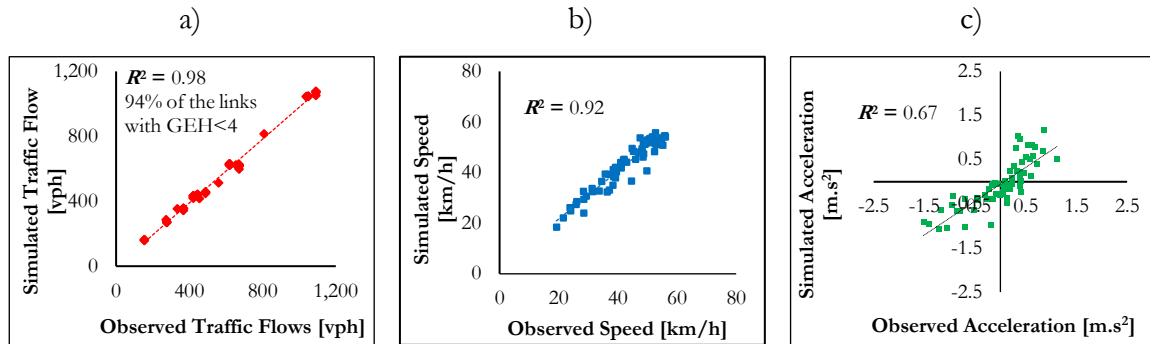 a)
b)
c)
Simulated Traffic Flow
[vph]
1,200
800
400
0
R² = 0.98
94% of the links
with GEH<4
0 400 800 1,200
Observed Traffic Flows [vph]
Simulated Speed
[km/h]
80
60
40
20
0
R² = 0.92
0 20 40 60 80
Observed Speed [km/h]
Simulated Acceleration
[m.s²]
2.5
1.5
0.5
-0.5
-1.5
-2.5
R² = 0.67
-2.5 -1.5 -0.5 0.5 1.5 2.5
Observed Acceleration [m.s²]